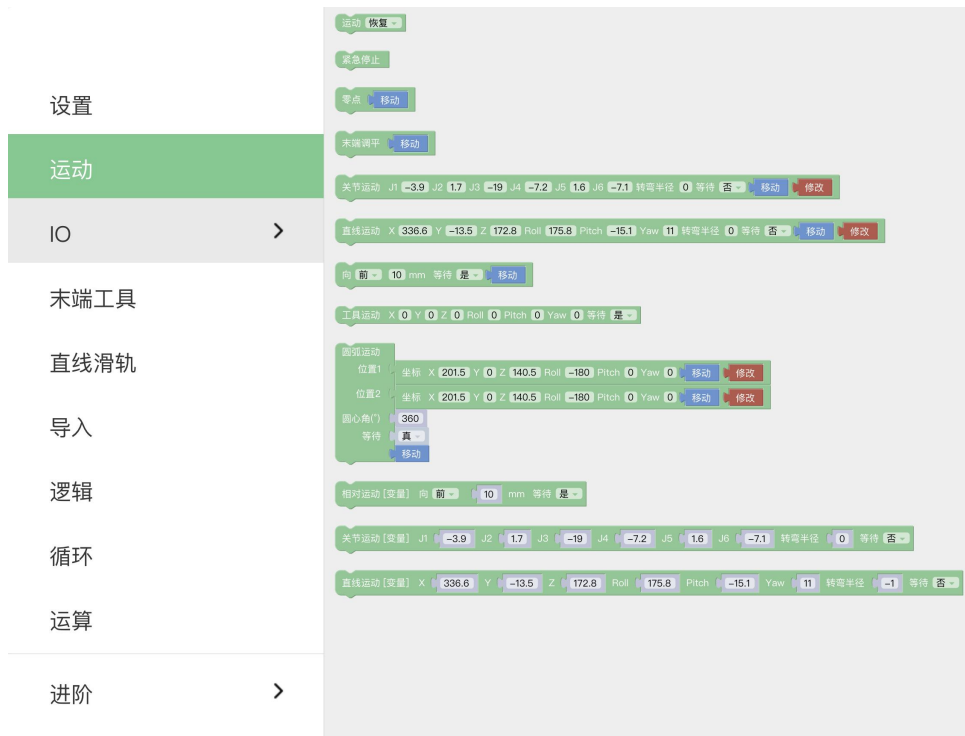 设置
运动
IO
末端工具
直线滑轨
导入
逻辑
循环
运算
进阶
运动 恢复
紧急停止
零点 移动
末端调平 移动
关节运动 J1 -3.9 J2 1.7 J3 -19 J4 -7.2 J5 1.6 J6 -7.1 转弯半径 0 等待 否 移动 修改
直线运动 X 336.6 Y -13.5 Z 172.8 Roll 175.8 Pitch -15.1 Yaw 11 转弯半径 0 等待 否 移动 修改
向 前 10 mm 等待 是 移动
工具运动 X 0 Y 0 Z 0 Roll 0 Pitch 0 Yaw 0 等待 是
圆弧运动
位置1 坐标 X 201.5 Y 0 Z 140.5 Roll -180 Pitch 0 Yaw 0 移动 修改
位置2 坐标 X 201.5 Y 0 Z 140.5 Roll -180 Pitch 0 Yaw 0 移动 修改
圆心角(°) 360
等待 真
移动
相对运动 [变量] 向 前 10 mm 等待 是
关节运动 [变量] J1 -3.9 J2 1.7 J3 -19 J4 -7.2 J5 1.6 J6 -7.1 转弯半径 0 等待 否
直线运动 [变量] X 336.6 Y -13.5 Z 172.8 Roll 175.8 Pitch -15.1 Yaw 11 转弯半径 -1 等待 否